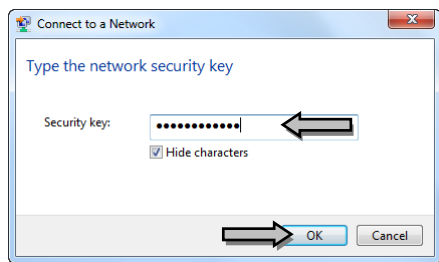 Connect to a Network
Type the network security key
Security key: ••••••••••••
Hide characters
OK Cancel